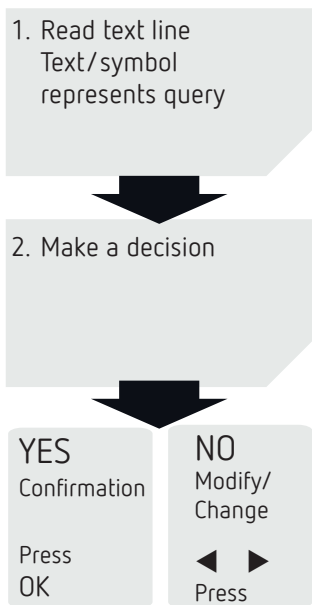 1. Read text line
Text/symbol
represents query
2. Make a decision
YES
Confirmation
Press
OK
NO
Modify/
Change
◀ ▶
Press